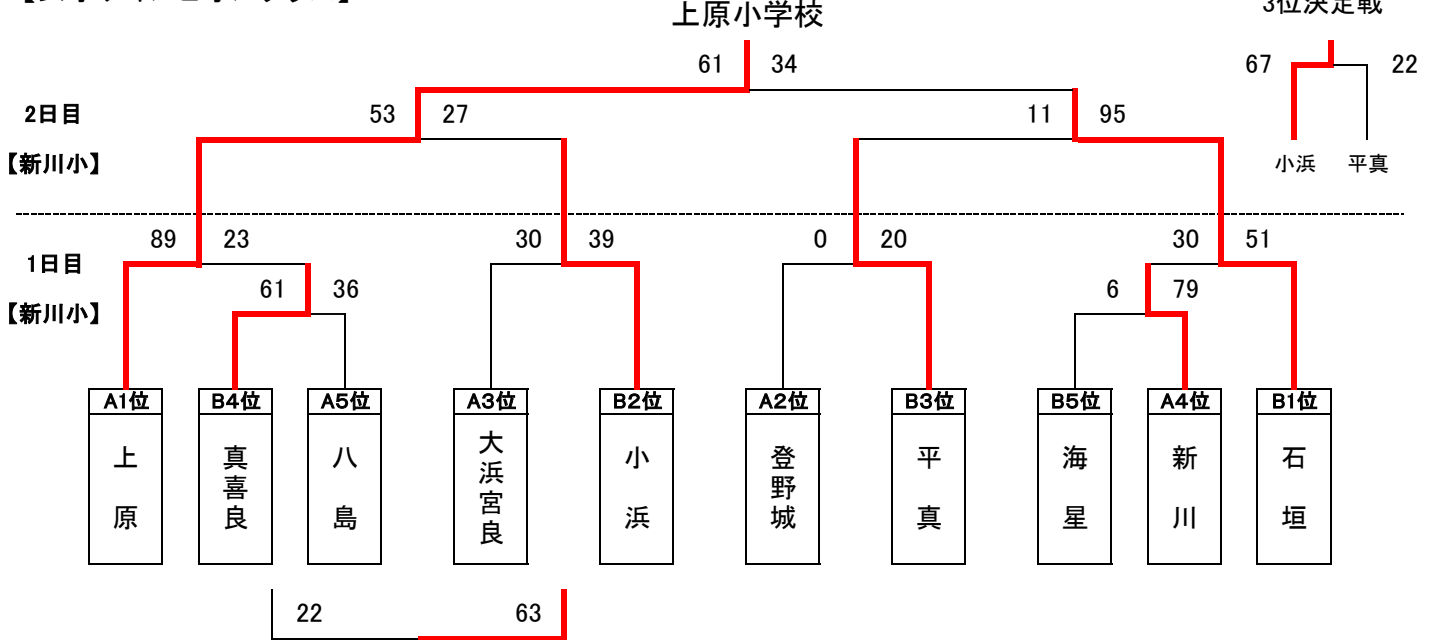 上原小学校
3位決定戦
61 34
67 22
2日目
53 27
11 95
【新川小】
小浜 平真
89 23
30 39
0 20
30 51
1日目
61 36
6 79
【新川小】
A1位 B4位 A5位 A3位 B2位 A2位 B3位 B5位 A4位 B1位
上原
真喜良
八島
大浜宮良
小浜
登野城
平真
海星
新川
石垣
22 63